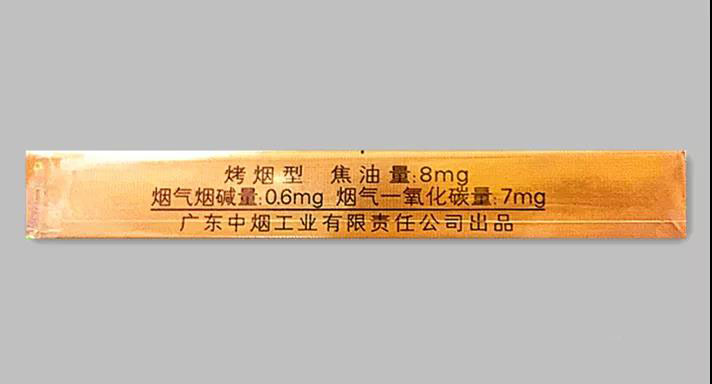 烤烟型 焦油量:8mg
烟气烟碱量:0.6mg 烟气一氧化碳量:7mg
广东中烟工业有限责任公司出品